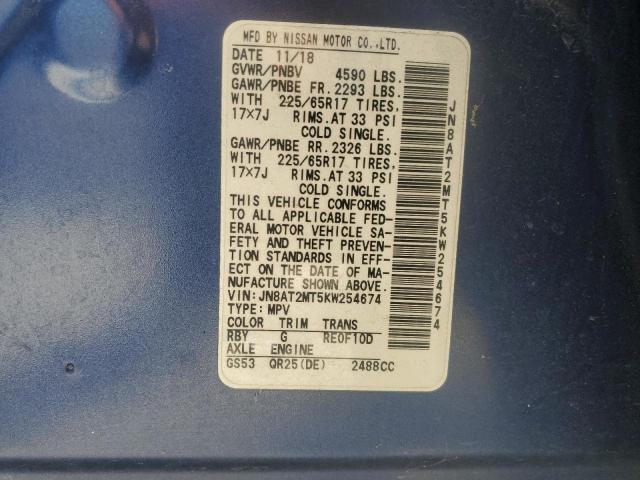 MFD BY NISSAN MOTOR CO.,LTD.
DATE 11/18
GVWR/PNBV 4590 LBS.
GAWR/PNBE FR. 2293 LBS.
WITH 225/65R17 TIRES,
17×7J RIMS. AT 33 PSI
COLD SINGLE.
GAWR/PNBE RR. 2326 LBS.
WITH 225/65R17 TIRES,
17×7J RIMS. AT 33 PSI
COLD SINGLE.
THIS VEHICLE CONFORMS
TO ALL APPLICABLE FED-
ERAL MOTOR VEHICLE SA-
FETY AND THEFT PREVEN-
TION STANDARDS IN EFF-
ECT ON THE DATE OF MA-
NUFACTURE SHOWN ABOVE.
VIN: JN8AT2MT5KW254674
TYPE: MPV
COLOR TRIM TRANS
RBY G RE0F10D
AXLE ENGINE
GS53 QR25(DE) 2488CC
JN8AT2MT5KW254674